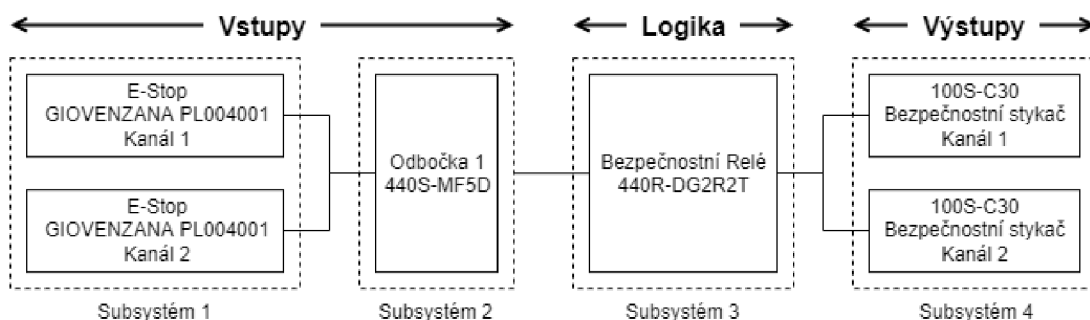 Vstupy
Logika
Výstupy
E-Stop
GIOVENZANA PL004001
Kanál 1
E-Stop
GIOVENZANA PL004001
Kanál 2
Odbočka 1
440S-MF5D
Bezpečnostní Relé
440R-DG2R2T
100S-C30
Bezpečnostní stykač
Kanál 1
100S-C30
Bezpečnostní stykač
Kanál 2
Subsystém 1
Subsystém 2
Subsystém 3
Subsystém 4